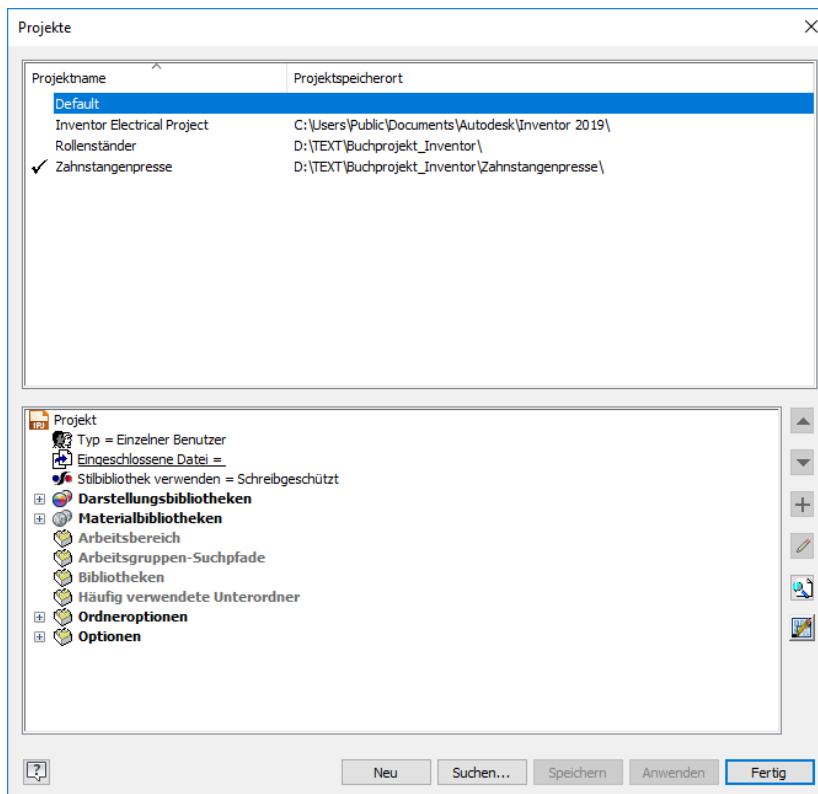 Projekte
Projektname Projektspeicherort
Default
Inventor Electrical Project C:\Users\Public\Documents\Autodesk\Inventor 2019\
Rollenständer D:\TEXT\Buchprojekt_Inventor\
Zahnstangenpresse D:\TEXT\Buchprojekt_Inventor\Zahnstangenpresse\
IPJ Projekt
Typ = Einzelner Benutzer
Eingeschlossene Datei =
Stilbibliothek verwenden = Schreibgeschützt
Darstellungsbibliotheken
Materialbibliotheken
Arbeitsbereich
Arbeitsgruppen-Suchpfade
Bibliotheken
Häufig verwendete Unterordner
Ordneroptionen
Optionen
Neu Suchen... Speichern Anwenden Fertig